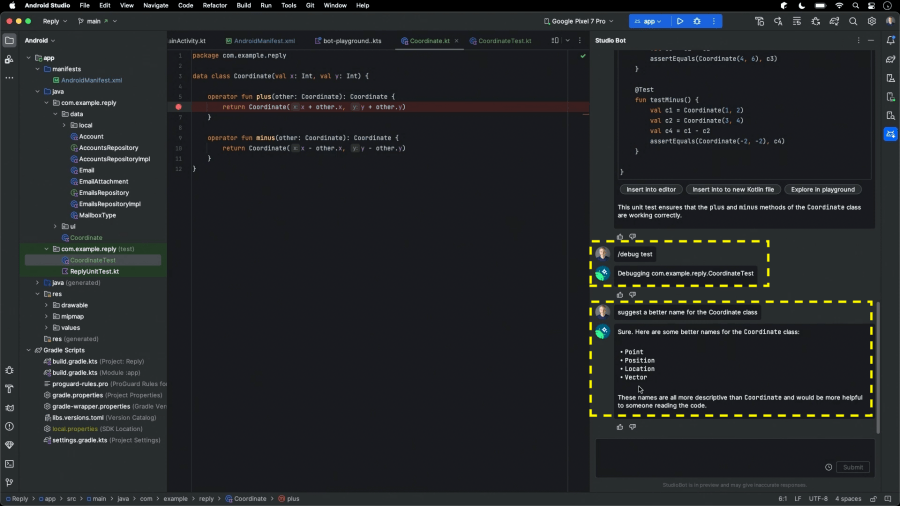 Android Studio File Edit View Navigate Code Refactor Build Run Tools Git Window Help
Reply main Google Pixel 7 Pro app
Android
app
manifests
AndroidManifest.xml
java
com.example.reply
data
local
Account
AccountsRepository
AccountsRepositoryImpl
Email
EmailAttachment
EmailsRepository
EmailsRepositoryImpl
MailboxType
ui
Coordinate
com.example.reply (test)
CoordinateTest
ReplyUnitTest.kt
java (generated)
res
drawable
mipmap
values
res (generated)
Gradle Scripts
build.gradle.kts (Project: Reply)
build.gradle.kts (Module :app)
proguard-rules.pro (ProGuard Rules for
gradle.properties (Project Properties)
gradle-wrapper.properties (Gradle Vers
libs.versions.toml (Version Catalog)
local.properties (SDK Location)
settings.gradle.kts (Project Settings)
ainActivity.kt AndroidManifest.xml bot-playground..kts Coordinate.kt CoordinateTest.kt
1 package com.example.reply
2
3 data class Coordinate(val x: Int, val y: Int) {
4
5 operator fun plus(other: Coordinate): Coordinate {
return Coordinate( x: x + other.x, y: y + other.y)
7 }
8
9 operator fun minus(other: Coordinate): Coordinate {
10 return Coordinate( x: x - other.x, y: y - other.y)
11 }
12 }
Studio Bot
val c3 = c1 + c2
assertEquals(Coordinate(4, 6), c3)
}
@Test
fun testMinus() {
val c1 = Coordinate(1, 2)
val c2 = Coordinate(3, 4)
val c4 = c1 - c2
assertEquals(Coordinate(-2, -2), c4)
}
}
Insert into editor Insert into new Kotlin file Explore in playground
This unit test ensures that the plus and minus methods of the Coordinate class
are working correctly.
/debug test
Debugging com.example.reply.CoordinateTest
suggest a better name for the Coordinate class
Sure. Here are some better names for the Coordinate class:
• Point
• Position
• Location
• Vector
These names are all more descriptive than Coordinate and would be more helpful
to someone reading the code.
Submit
StudioBot is in preview and may give inaccurate responses.
Reply app src main java com example reply Coordinate plus 6:1 LF UTF-8 4 spaces